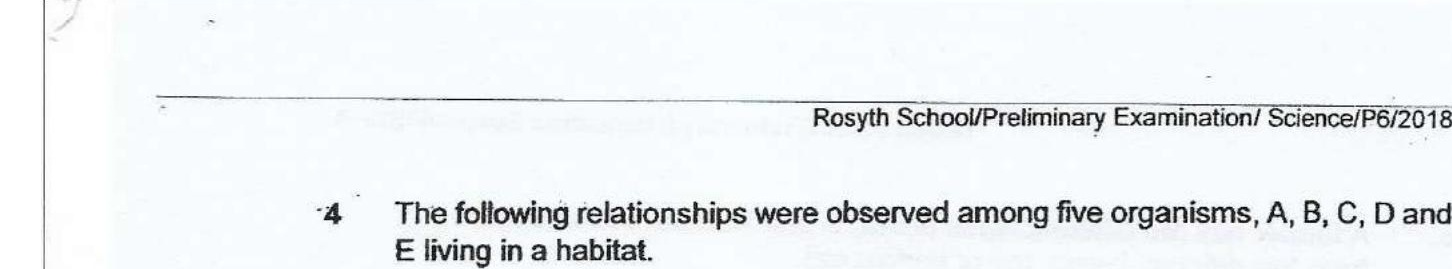 Rosyth School/Preliminary Examination/ Science/P6/2018
4 The following relationships were observed among five organisms, A, B, C, D and
E living in a habitat.